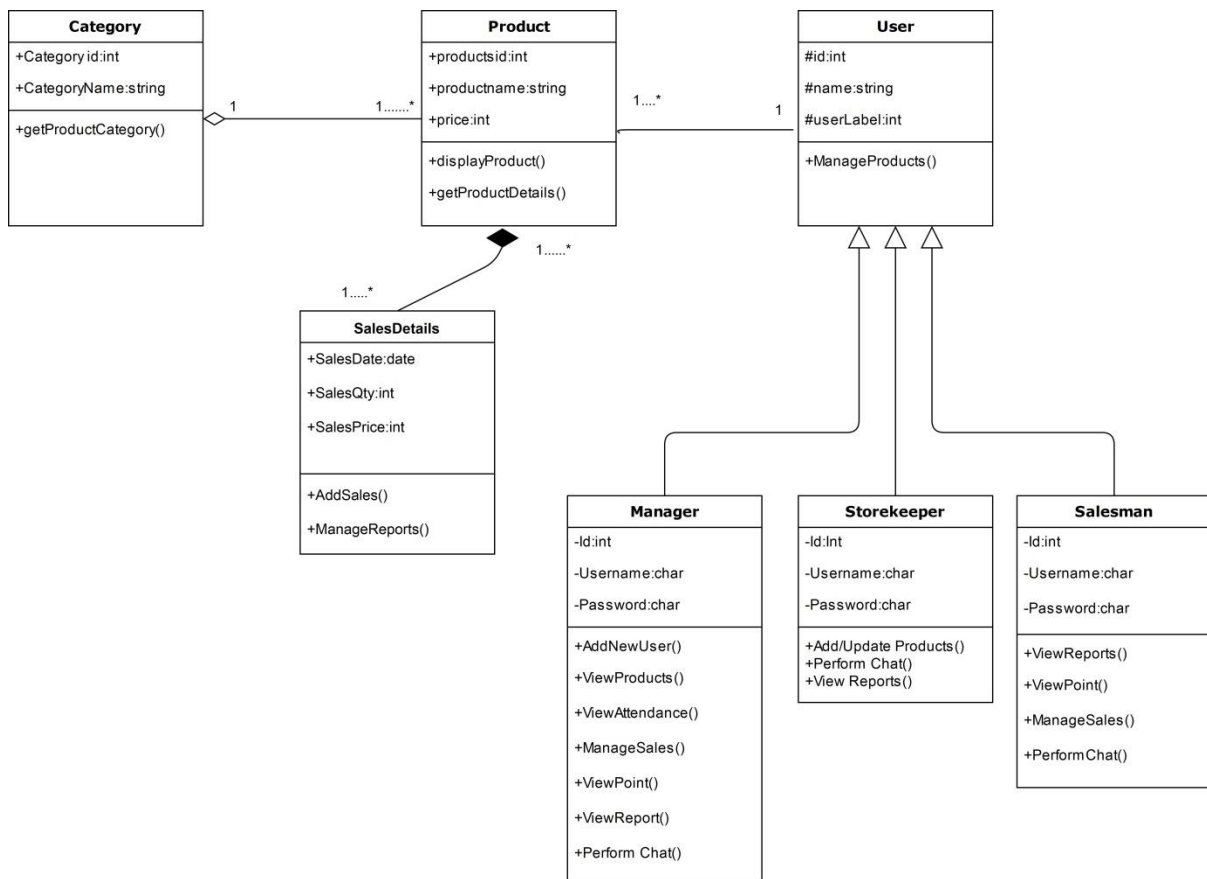 Category
+Category id:int
+CategoryName:string
+getProductCategory()
1
1.......*
Product
+productsid:int
+productname:string
+price:int
+displayProduct()
+getProductDetails()
1....*
1
User
#id:int
#name:string
#userLabel:int
+ManageProducts()
1......*
1.....*
SalesDetails
+SalesDate:date
+SalesQty:int
+SalesPrice:int
+AddSales()
+ManageReports()
Manager
-Id:int
-Username:char
-Password:char
+AddNewUser()
+ViewProducts()
+ViewAttendance()
+ManageSales()
+ViewPoint()
+ViewReport()
+Perform Chat()
Storekeeper
-Id:Int
-Username:char
-Password:char
+Add/Update Products()
+Perform Chat()
+View Reports()
Salesman
-Id:int
-Username:char
-Password:char
+ViewReports()
+ViewPoint()
+ManageSales()
+PerformChat()